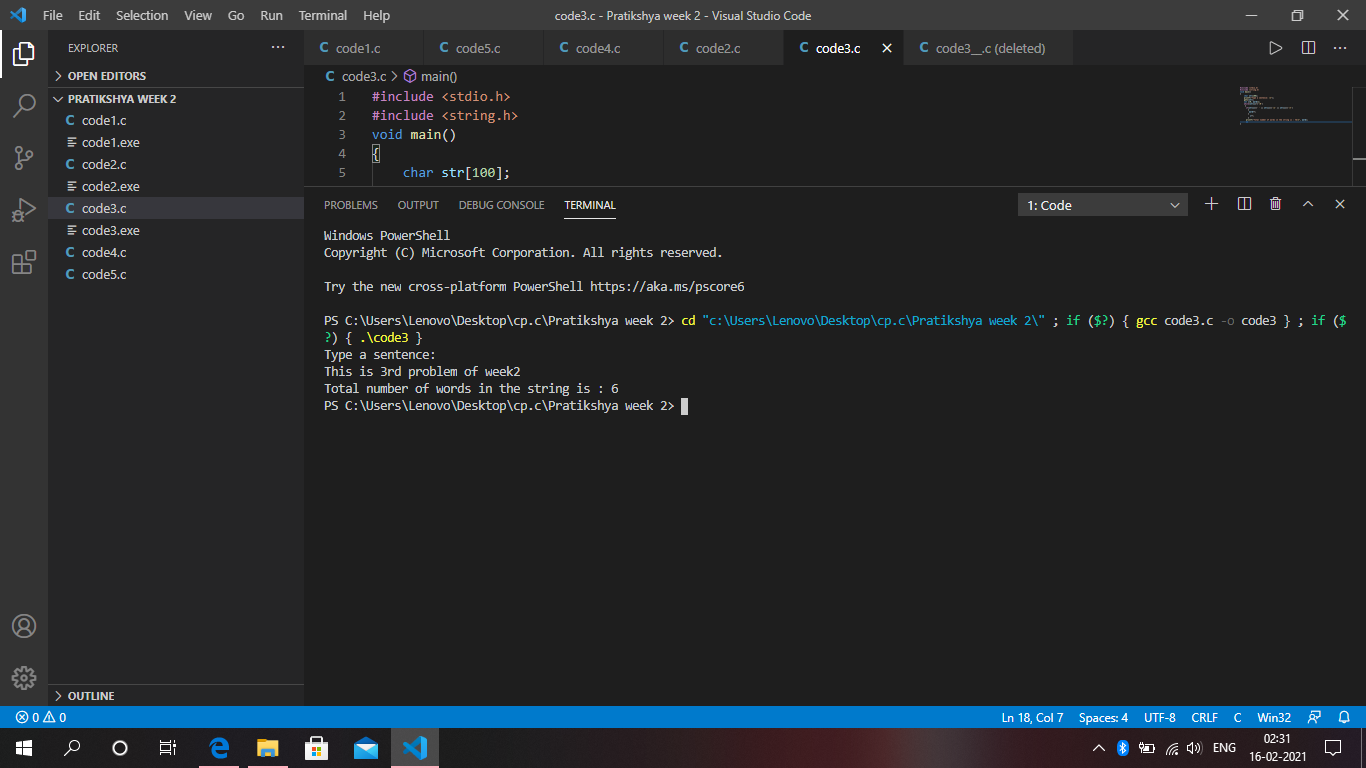 File Edit Selection View Go Run Terminal Help code3.c - Pratikshya week 2 - Visual Studio Code
EXPLORER
OPEN EDITORS
PRATIKSHYA WEEK 2
C code1.c
code1.exe
C code2.c
code2.exe
C code3.c
code3.exe
C code4.c
C code5.c
OUTLINE
C code1.c C code5.c C code4.c C code2.c C code3.c C code3__.c (deleted)
C code3.c > main()
1 #include <stdio.h>
2 #include <string.h>
3 void main()
4 {
5 char str[100];
PROBLEMS OUTPUT DEBUG CONSOLE TERMINAL 1: Code
Windows PowerShell
Copyright (C) Microsoft Corporation. All rights reserved.
Try the new cross-platform PowerShell https://aka.ms/pscore6
PS C:\Users\Lenovo\Desktop\cp.c\Pratikshya week 2> cd "c:\Users\Lenovo\Desktop\cp.c\Pratikshya week 2\" ; if ($?) { gcc code3.c -o code3 } ; if ($
?) { .\code3 }
Type a sentence:
This is 3rd problem of week2
Total number of words in the string is : 6
PS C:\Users\Lenovo\Desktop\cp.c\Pratikshya week 2>
0 0 Ln 18, Col 7 Spaces: 4 UTF-8 CRLF C Win32
ENG 02:31
16-02-2021